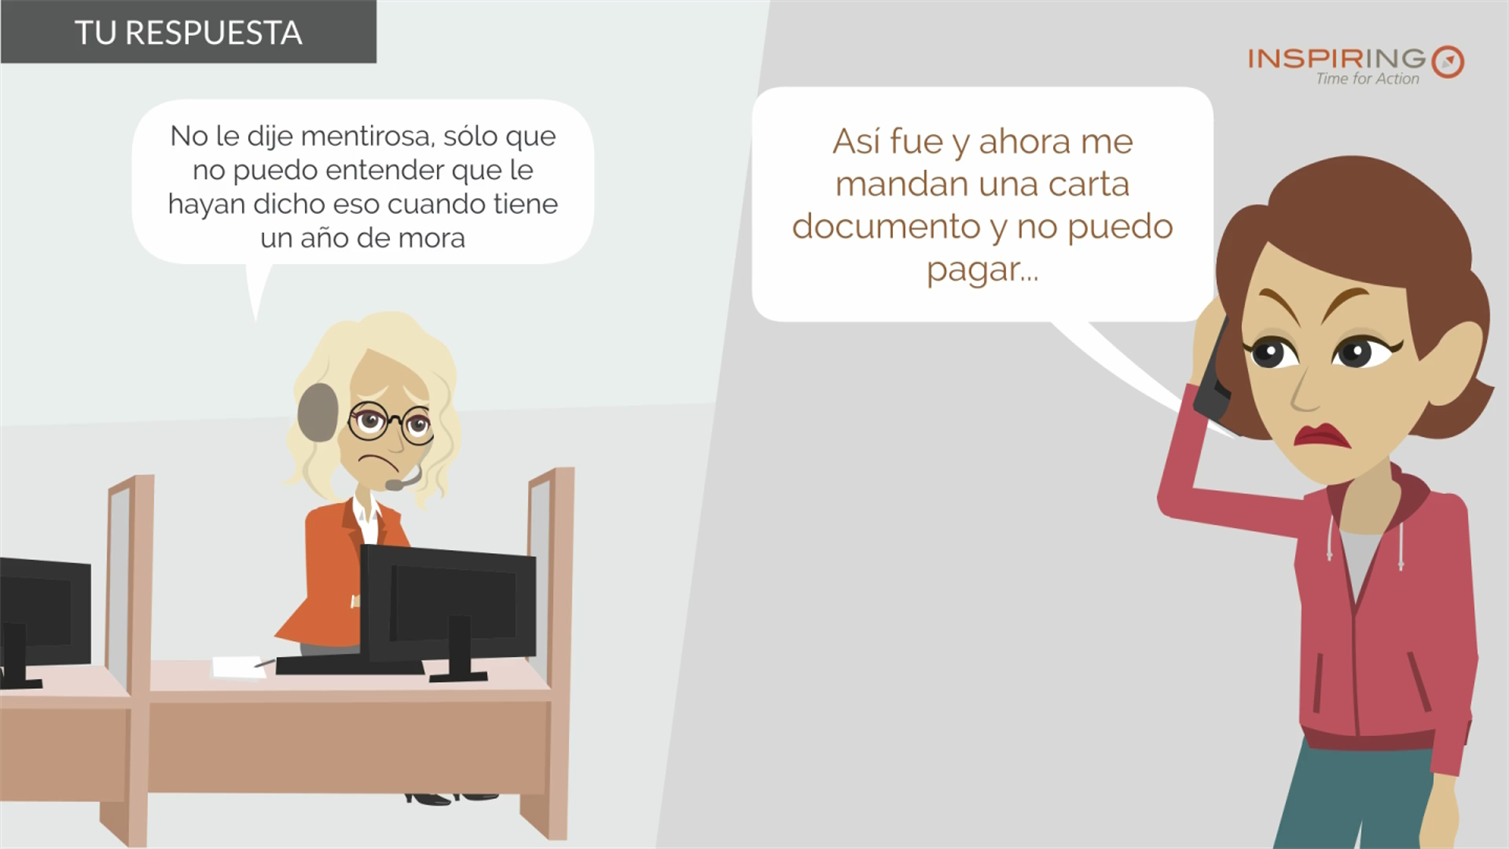 TU RESPUESTA
INSPIRING
Time for Action
No le dije mentirosa, sólo que
no puedo entender que le
hayan dicho eso cuando tiene
un año de mora
Así fue y ahora me
mandan una carta
documento y no puedo
pagar...